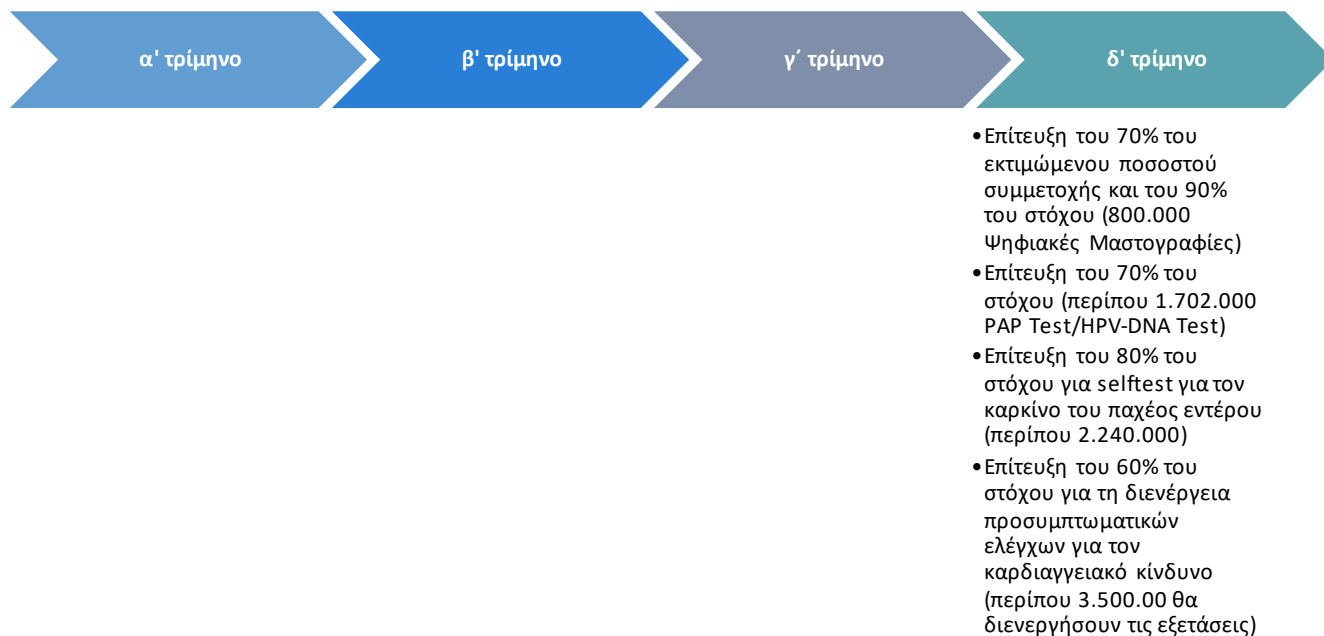 α' τρίμηνο
β' τρίμηνο
γ΄ τρίμηνο
δ' τρίμηνο
•Επίτευξη του 70% του
εκτιμώμενου ποσοστού
συμμετοχής και του 90%
του στόχου (800.000
Ψηφιακές Μαστογραφίες)
•Επίτευξη του 70% του
στόχου (περίπου 1.702.000
PAP Test/HPV-DNA Test)
•Επίτευξη του 80% του
στόχου για selftest για τον
καρκίνο του παχέος εντέρου
(περίπου 2.240.000)
•Επίτευξη του 60% του
στόχου για τη διενέργεια
προσυμπτωματικών
ελέγχων για τον
καρδιαγγειακό κίνδυνο
(περίπου 3.500.00 θα
διενεργήσουν τις εξετάσεις)